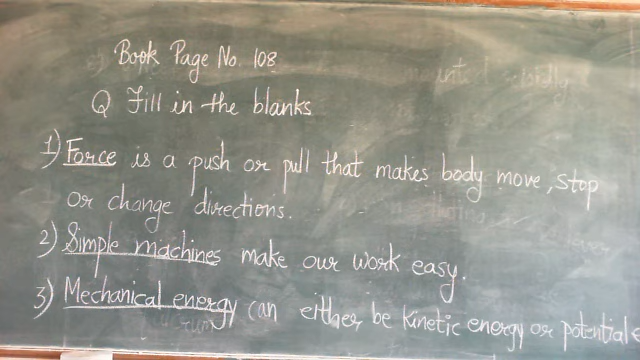 Book Page No. 108
Q Fill in the blanks
1) Force is a push or pull that makes body move, stop
or change directions.
2) Simple machines make our work easy.
3) Mechanical energy can either be kinetic energy or potential